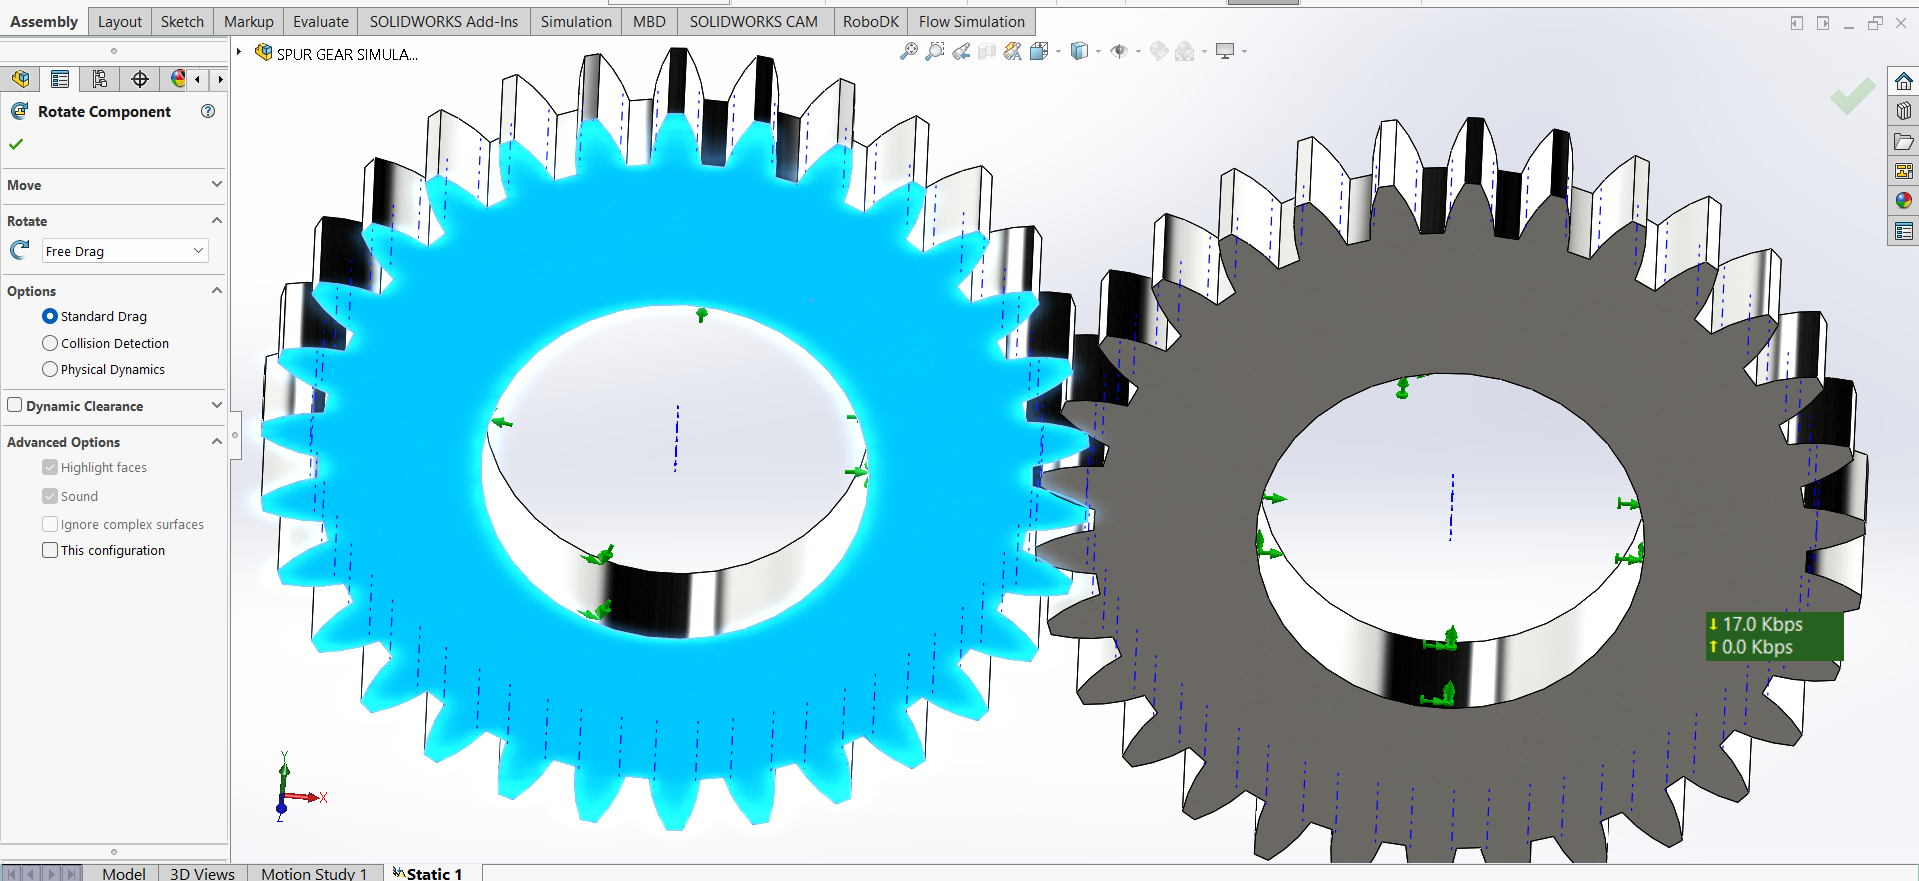 Assembly Layout Sketch Markup Evaluate SOLIDWORKS Add-Ins Simulation MBD SOLIDWORKS CAM RoboDK Flow Simulation
SPUR GEAR SIMULA...
Rotate Component
Move
Rotate
Free Drag
Options
Standard Drag
Collision Detection
Physical Dynamics
Dynamic Clearance
Advanced Options
Highlight faces
Sound
Ignore complex surfaces
This configuration
↓ 17.0 Kbps
↑ 0.0 Kbps
Y
X
Z
Model 3D Views Motion Study 1 Static 1